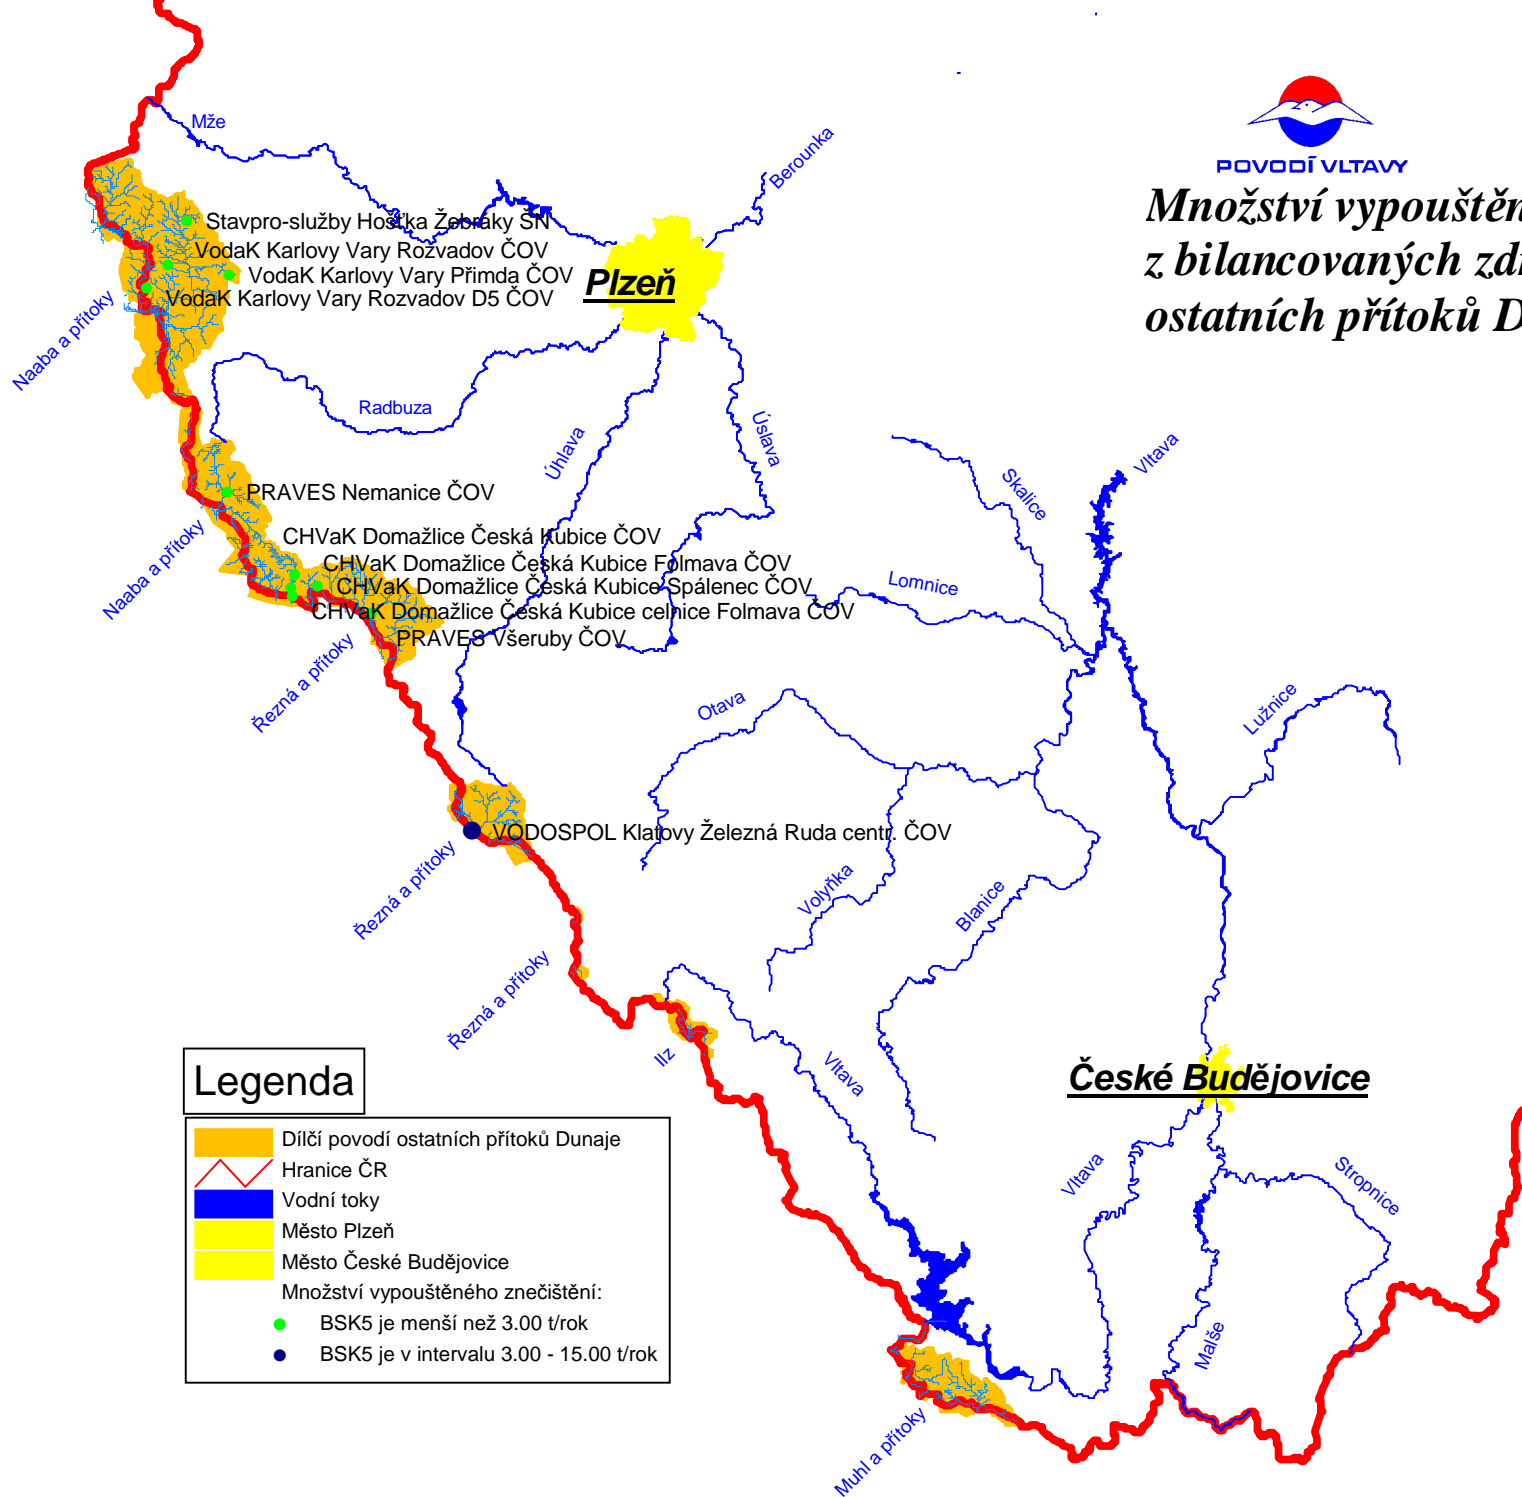 POVODÍ VLTAVY
Množství vypouštěn
z bilancovaných zdr
ostatních přítoků D
Mže
Berounka
Stavpro-služby Hošťka Žebráky ŠN
VodaK Karlovy Vary Rozvadov ČOV
VodaK Karlovy Vary Přimda ČOV
VodaK Karlovy Vary Rozvadov D5 ČOV
Plzeň
Naaba a přítoky
Radbuza
Úhlava
Úslava
Skalice
Vltava
PRAVES Nemanice ČOV
Naaba a přítoky
CHVaK Domažlice Česká Kubice ČOV
CHVaK Domažlice Česká Kubice Folmava ČOV
CHVaK Domažlice Česká Kubice Spálenec ČOV
CHVaK Domažlice Česká Kubice celnice Folmava ČOV
PRAVES Všeruby ČOV
Lomnice
Řezná a přítoky
Otava
Lužnice
VODOSPOL Klatovy Železná Ruda centr. ČOV
Řezná a přítoky
Volyňka
Blanice
Řezná a přítoky
Ilz
Vltava
České Budějovice
Vltava
Stropnice
Malše
Muhl a přítoky
Legenda
Dílčí povodí ostatních přítoků Dunaje
Hranice ČR
Vodní toky
Město Plzeň
Město České Budějovice
Množství vypouštěného znečištění:
BSK5 je menší než 3.00 t/rok
BSK5 je v intervalu 3.00 - 15.00 t/rok